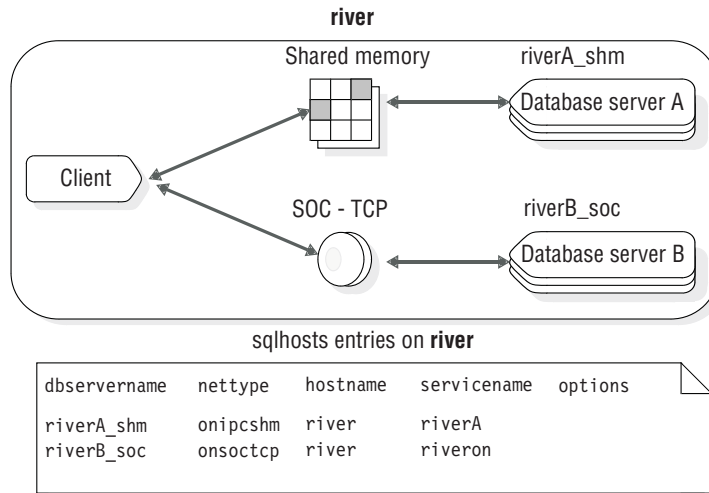 river
Shared memory
riverA_shm
Database server A
Client
SOC - TCP
riverB_soc
Database server B
sqlhosts entries on river
dbservername nettype hostname servicename options
riverA_shm onipcshm river riverA
riverB_soc onsoctcp river riveron